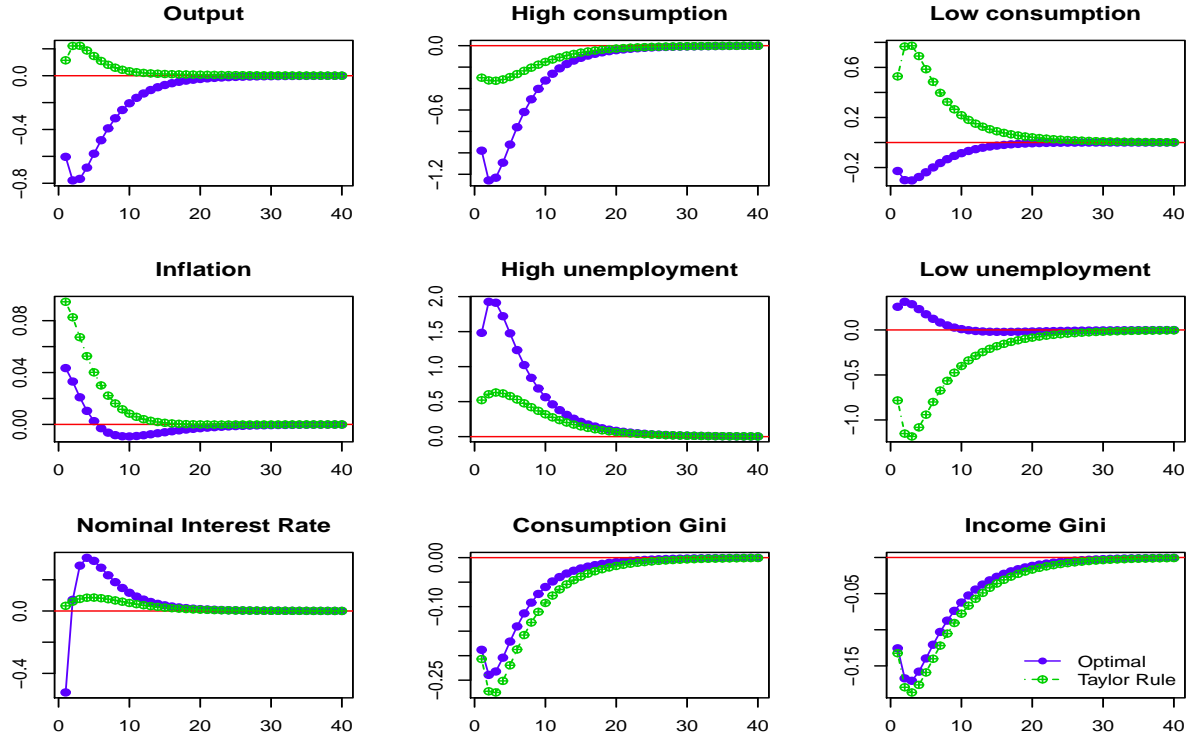 Output
0.0
-0.4
-0.8
0 10 20 30 40
High consumption
0.0
-0.6
-1.2
0 10 20 30 40
Low consumption
0.6
0.2
-0.2
0 10 20 30 40
Inflation
0.08
0.04
0.00
0 10 20 30 40
High unemployment
2.0
1.5
1.0
0.5
0.0
0 10 20 30 40
Low unemployment
0.0
-0.5
-1.0
0 10 20 30 40
Nominal Interest Rate
0.0
-0.4
0 10 20 30 40
Consumption Gini
0.00
-0.10
-0.25
0 10 20 30 40
Income Gini
-0.05
-0.15
Optimal
Taylor Rule
0 10 20 30 40